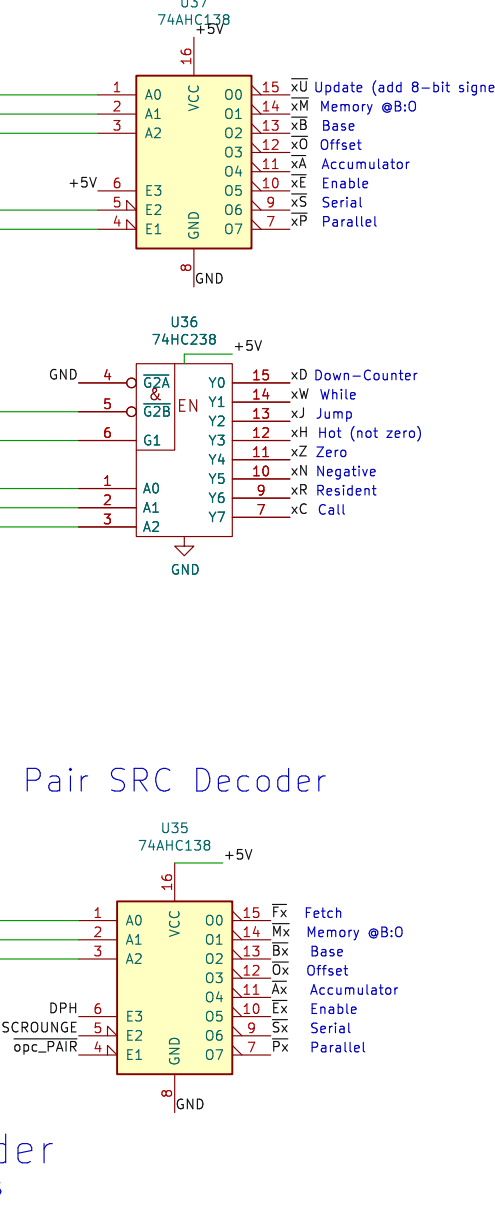 U37
74AHC138
+5V
16
VCC
1 A0 O0 15 xU Update (add 8-bit signe
2 A1 O1 14 xM Memory @B:O
3 A2 O2 13 xB Base
O3 12 xO Offset
O4 11 xA Accumulator
+5V 6 E3 O5 10 xE Enable
5 E2 O6 9 xS Serial
4 E1 O7 7 xP Parallel
GND
8
GND
U36
74HC238
+5V
GND 4 G2A Y0 15 xD Down-Counter
& Y1 14 xW While
5 G2B EN Y2 13 xJ Jump
6 G1 Y3 12 xH Hot (not zero)
Y4 11 xZ Zero
Y5 10 xN Negative
1 A0 Y6 9 xR Resident
2 A1 Y7 7 xC Call
3 A2
GND
Pair SRC Decoder
U35
74AHC138
+5V
16
VCC
1 A0 O0 15 Fx Fetch
2 A1 O1 14 Mx Memory @B:O
3 A2 O2 13 Bx Base
O3 12 Ox Offset
O4 11 Ax Accumulator
DPH 6 E3 O5 10 Ex Enable
SCROUNGE 5 E2 O6 9 Sx Serial
opc_PAIR 4 E1 O7 7 Px Parallel
GND
8
GND
der